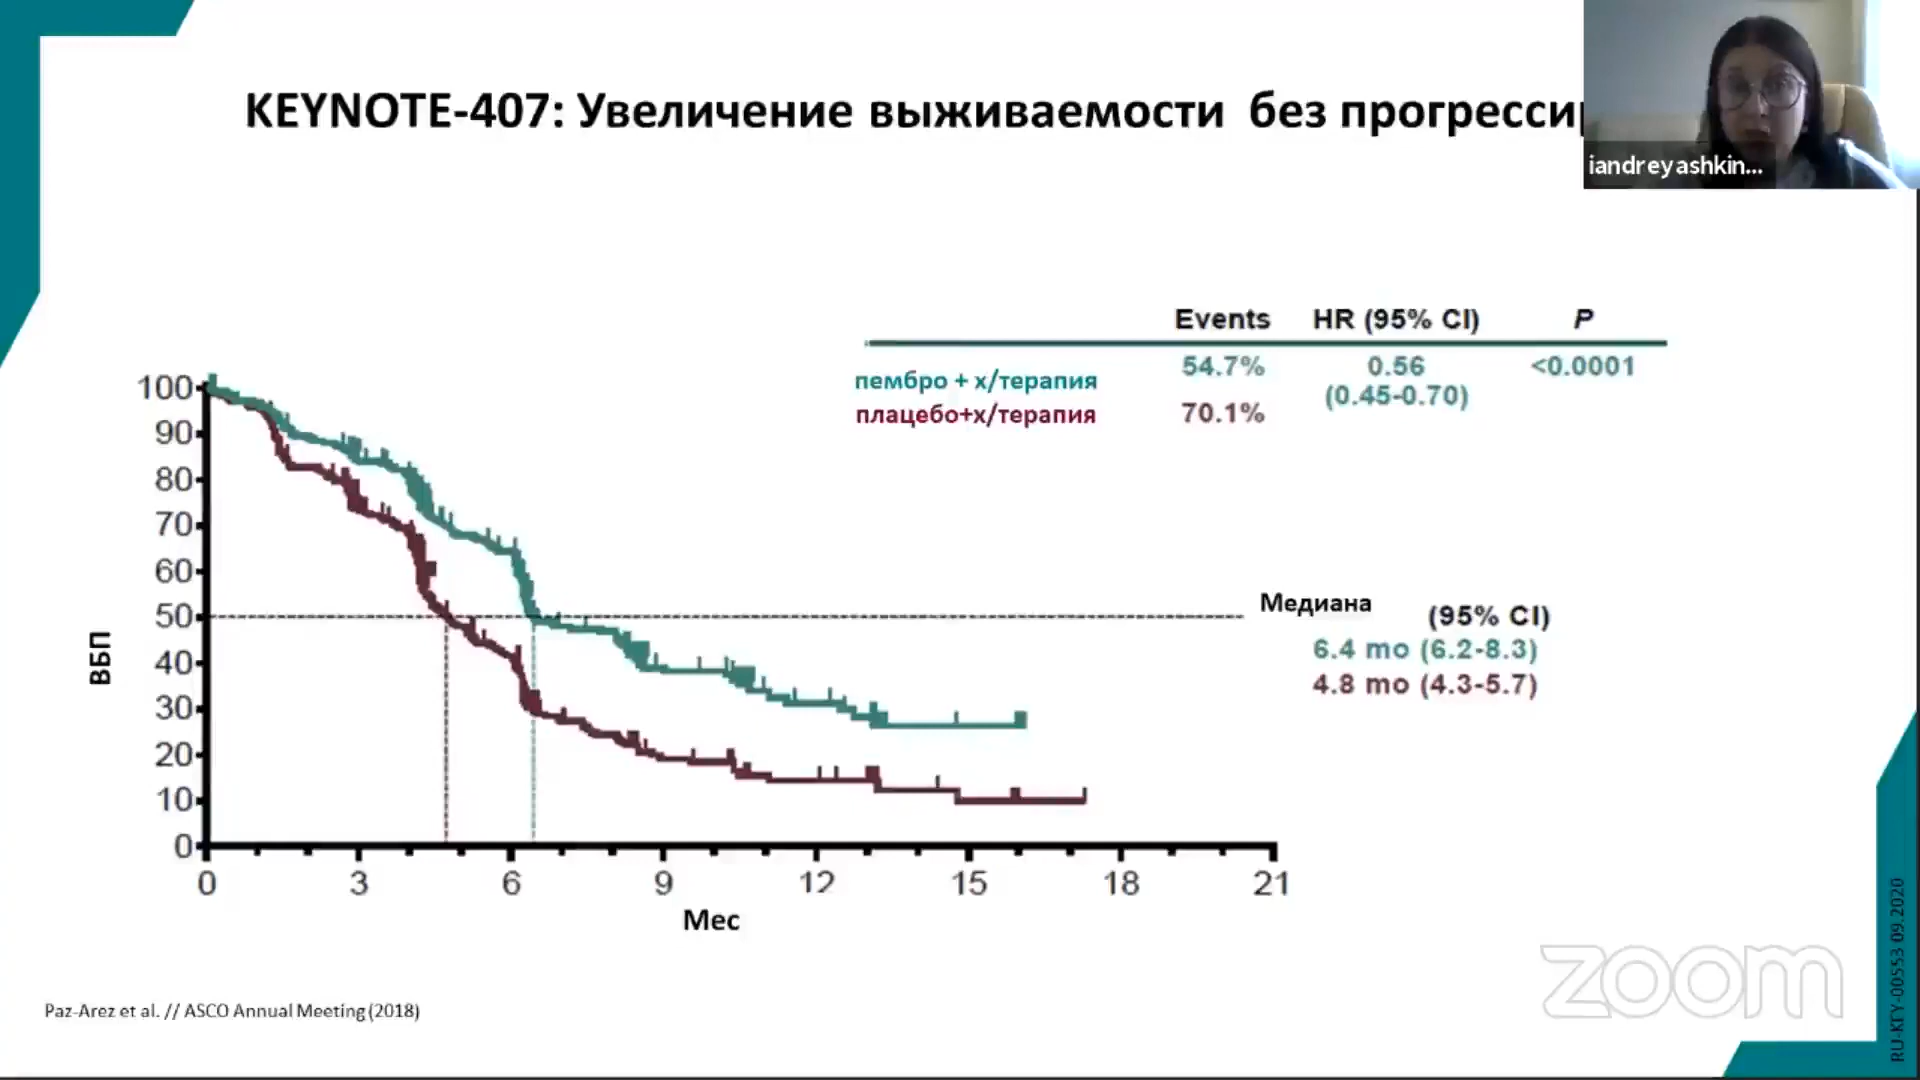 KEYNOTE-407: Увеличение выживаемости без прогрессир
iandreyashkin...
Events HR (95% CI) P
пембро + х/терапия 54.7% 0.56 <0.0001
(0.45-0.70)
плацебо+х/терапия 70.1%
100
90
80
70
60
50
40
30
20
10
0
ВБП
Медиана (95% CI)
6.4 mo (6.2-8.3)
4.8 mo (4.3-5.7)
0 3 6 9 12 15 18 21
Мес
Paz-Arez et al. // ASCO Annual Meeting (2018)
zoom
RU-KEY-00553 09.2020